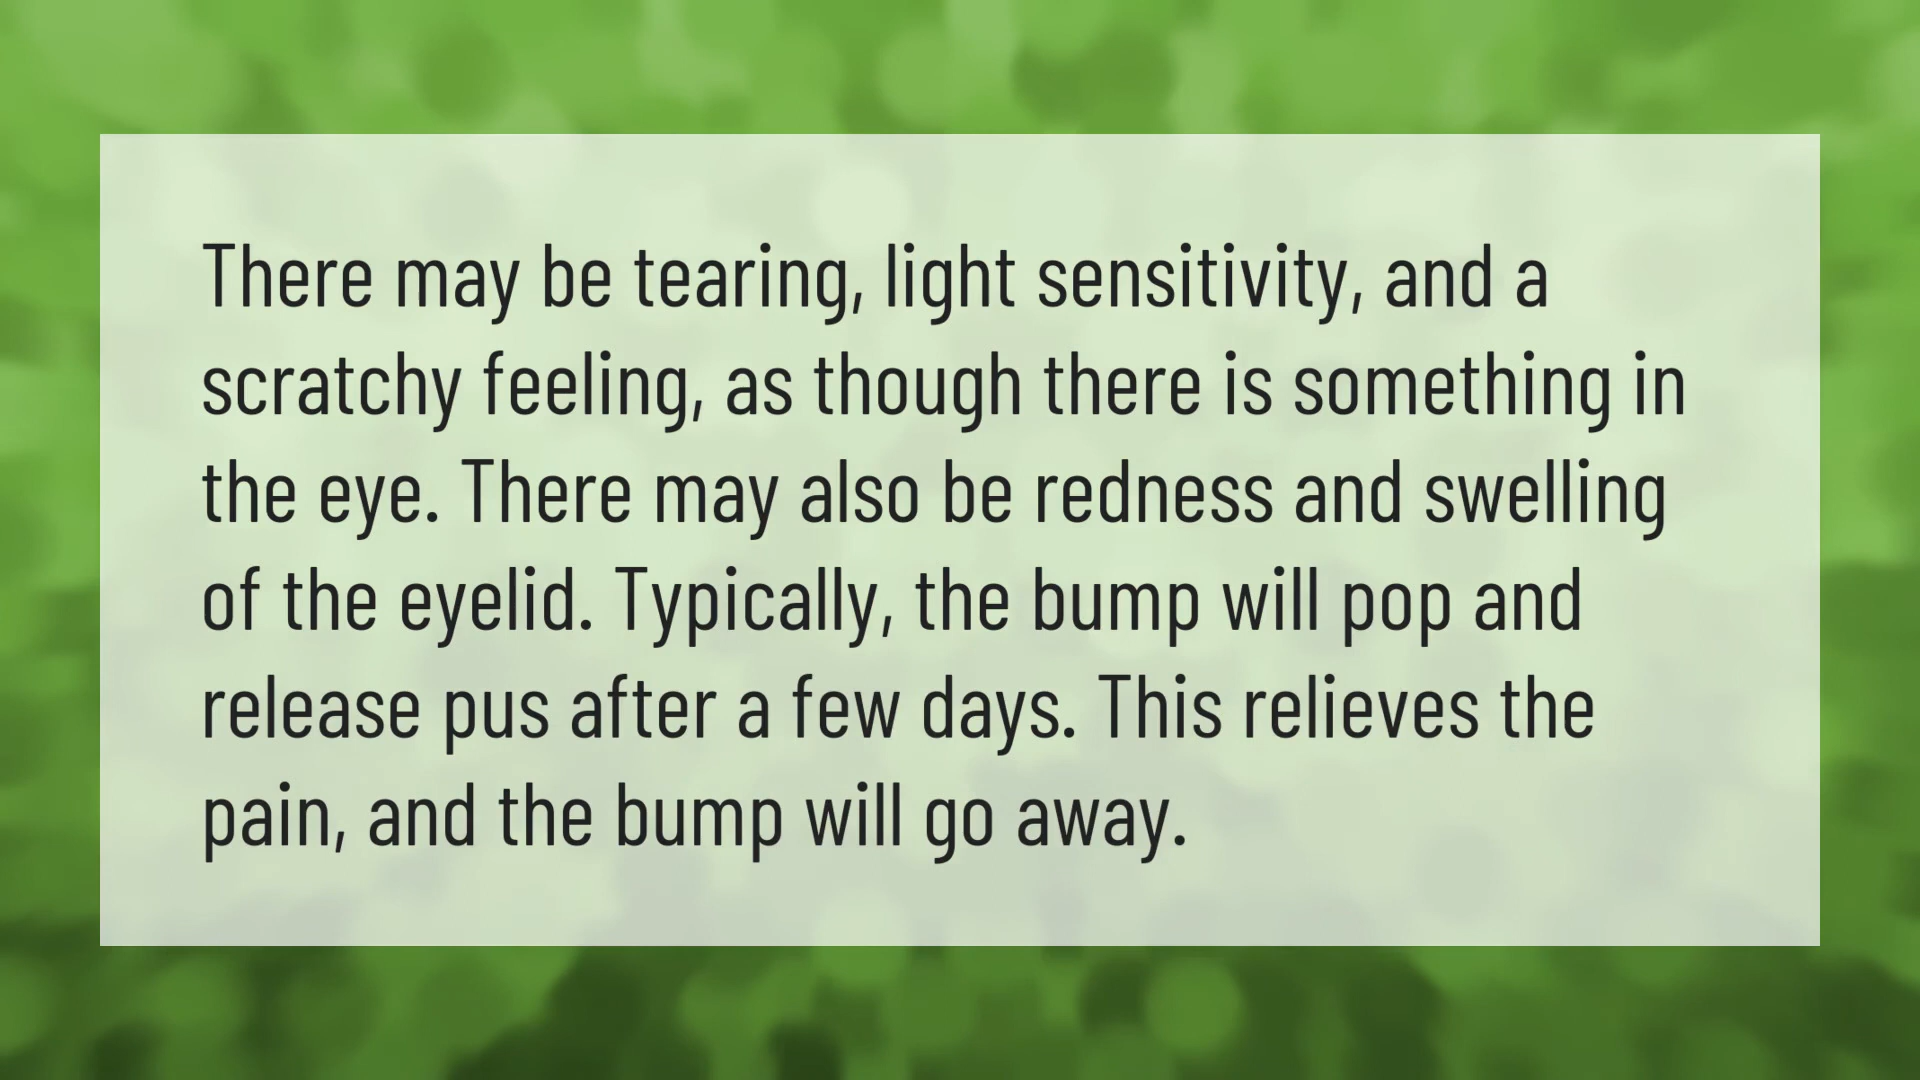 There may be tearing, light sensitivity, and a
scratchy feeling, as though there is something in
the eye. There may also be redness and swelling
of the eyelid. Typically, the bump will pop and
release pus after a few days. This relieves the
pain, and the bump will go away.